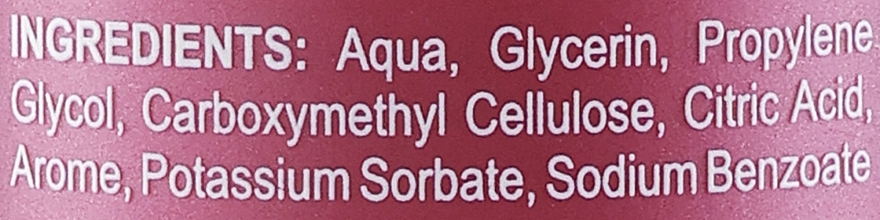 INGREDIENTS: Aqua, Glycerin, Propylene
Glycol, Carboxymethyl Cellulose, Citric Acid,
Arome, Potassium Sorbate, Sodium Benzoate